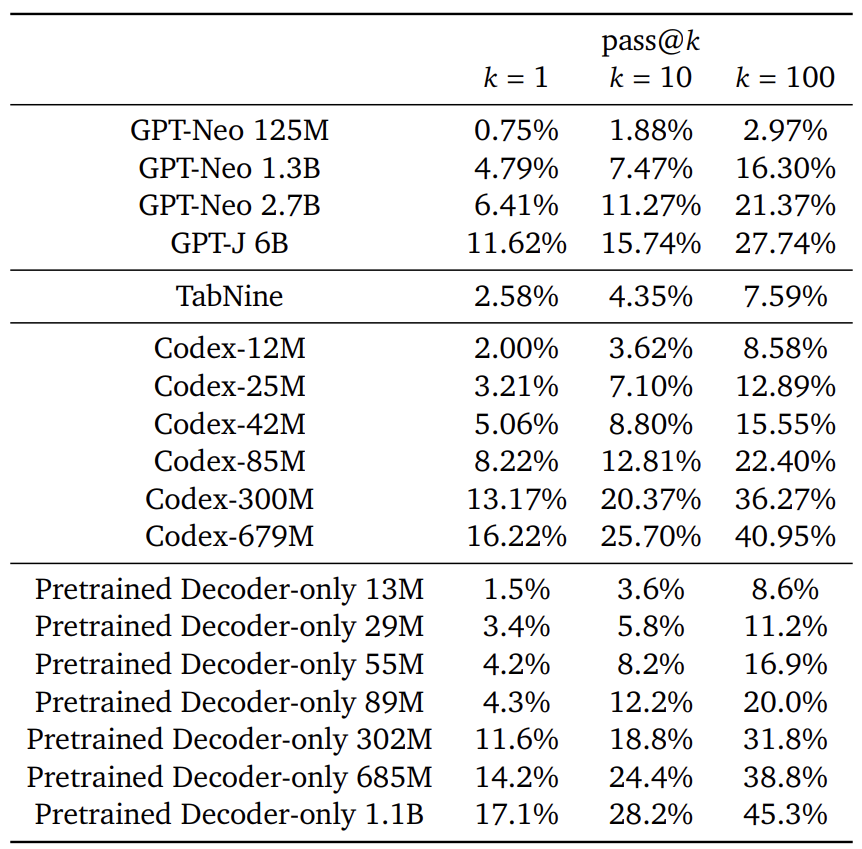 pass@k
k = 1 k = 10 k = 100
GPT-Neo 125M 0.75% 1.88% 2.97%
GPT-Neo 1.3B 4.79% 7.47% 16.30%
GPT-Neo 2.7B 6.41% 11.27% 21.37%
GPT-J 6B 11.62% 15.74% 27.74%
TabNine 2.58% 4.35% 7.59%
Codex-12M 2.00% 3.62% 8.58%
Codex-25M 3.21% 7.10% 12.89%
Codex-42M 5.06% 8.80% 15.55%
Codex-85M 8.22% 12.81% 22.40%
Codex-300M 13.17% 20.37% 36.27%
Codex-679M 16.22% 25.70% 40.95%
Pretrained Decoder-only 13M 1.5% 3.6% 8.6%
Pretrained Decoder-only 29M 3.4% 5.8% 11.2%
Pretrained Decoder-only 55M 4.2% 8.2% 16.9%
Pretrained Decoder-only 89M 4.3% 12.2% 20.0%
Pretrained Decoder-only 302M 11.6% 18.8% 31.8%
Pretrained Decoder-only 685M 14.2% 24.4% 38.8%
Pretrained Decoder-only 1.1B 17.1% 28.2% 45.3%